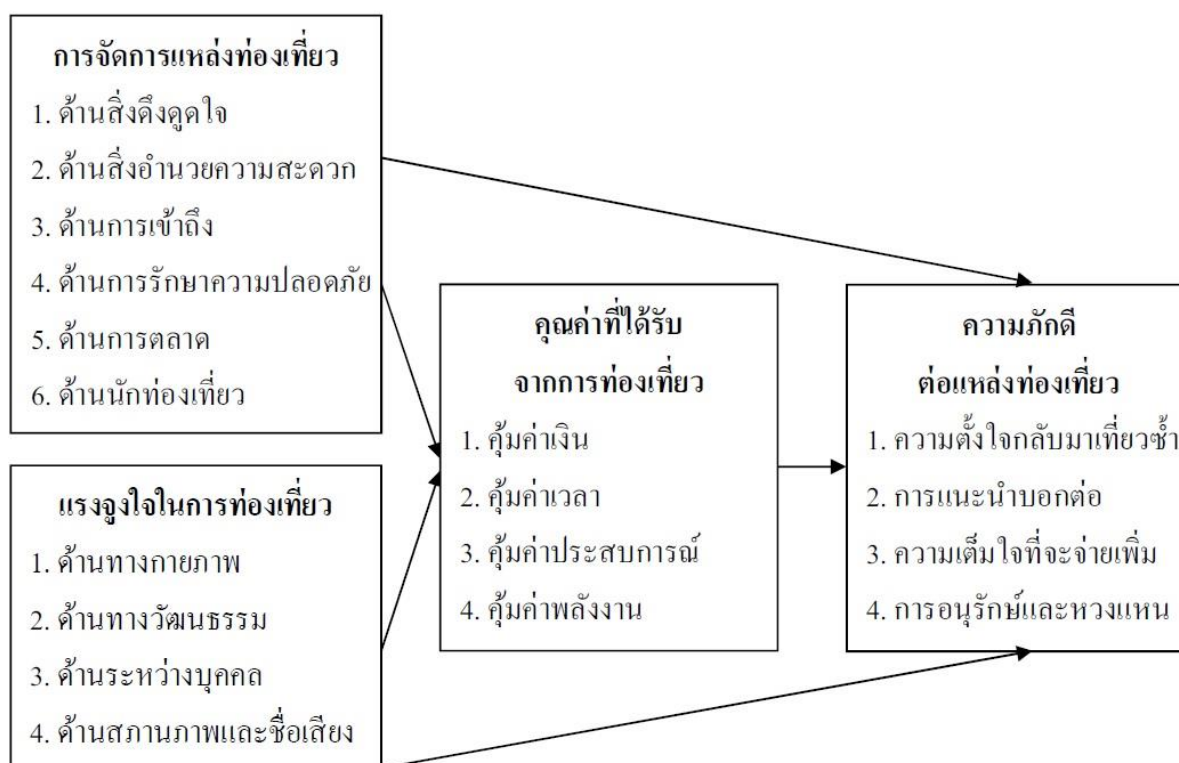 การจัดการแหล่งท่องเที่ยว
1. ด้านสิ่งดึงดูดใจ
2. ด้านสิ่งอำนวยความสะดวก
3. ด้านการเข้าถึง
4. ด้านการรักษาความปลอดภัย
5. ด้านการตลาด
6. ด้านนักท่องเที่ยว
แรงจูงใจในการท่องเที่ยว
1. ด้านทางกายภาพ
2. ด้านทางวัฒนธรรม
3. ด้านระหว่างบุคคล
4. ด้านสภานภาพและชื่อเสียง
คุณค่าที่ได้รับ
จากการท่องเที่ยว
1. คุ้มค่าเงิน
2. คุ้มค่าเวลา
3. คุ้มค่าประสบการณ์
4. คุ้มค่าพลังงาน
ความภักดี
ต่อแหล่งท่องเที่ยว
1. ความตั้งใจกลับมาเที่ยวซ้ำ
2. การแนะนำบอกต่อ
3. ความเต็มใจที่จะจ่ายเพิ่ม
4. การอนุรักษ์และหวงแหน